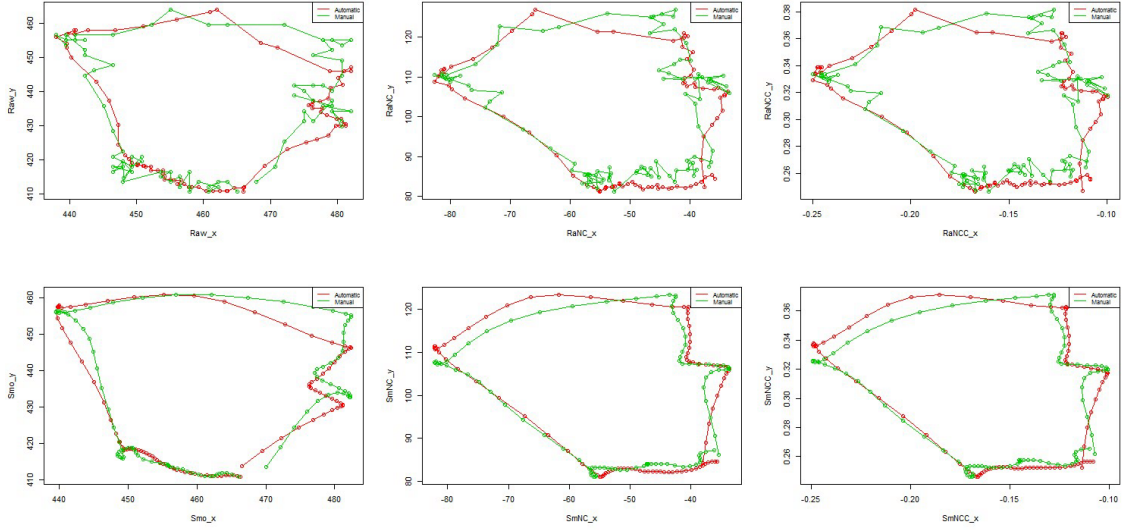 Automatic
Manual
Raw_y
460
450
440
430
420
410
440
450
460
470
480
Raw_x
Automatic
Manual
RaNC_y
120
110
100
90
80
-80
-70
-60
-50
-40
RaNC_x
Automatic
Manual
RaNCC_y
0.38
0.36
0.34
0.32
0.30
0.28
0.26
-0.25
-0.20
-0.15
-0.10
RaNCC_x
Automatic
Manual
Smo_y
460
450
440
430
420
410
440
450
460
470
480
Smo_x
Automatic
Manual
SmNC_y
120
110
100
90
80
-80
-70
-60
-50
-40
SmNC_x
Automatic
Manual
SmNCC_y
0.36
0.34
0.32
0.30
0.28
0.26
-0.25
-0.20
-0.15
-0.10
SmNCC_x